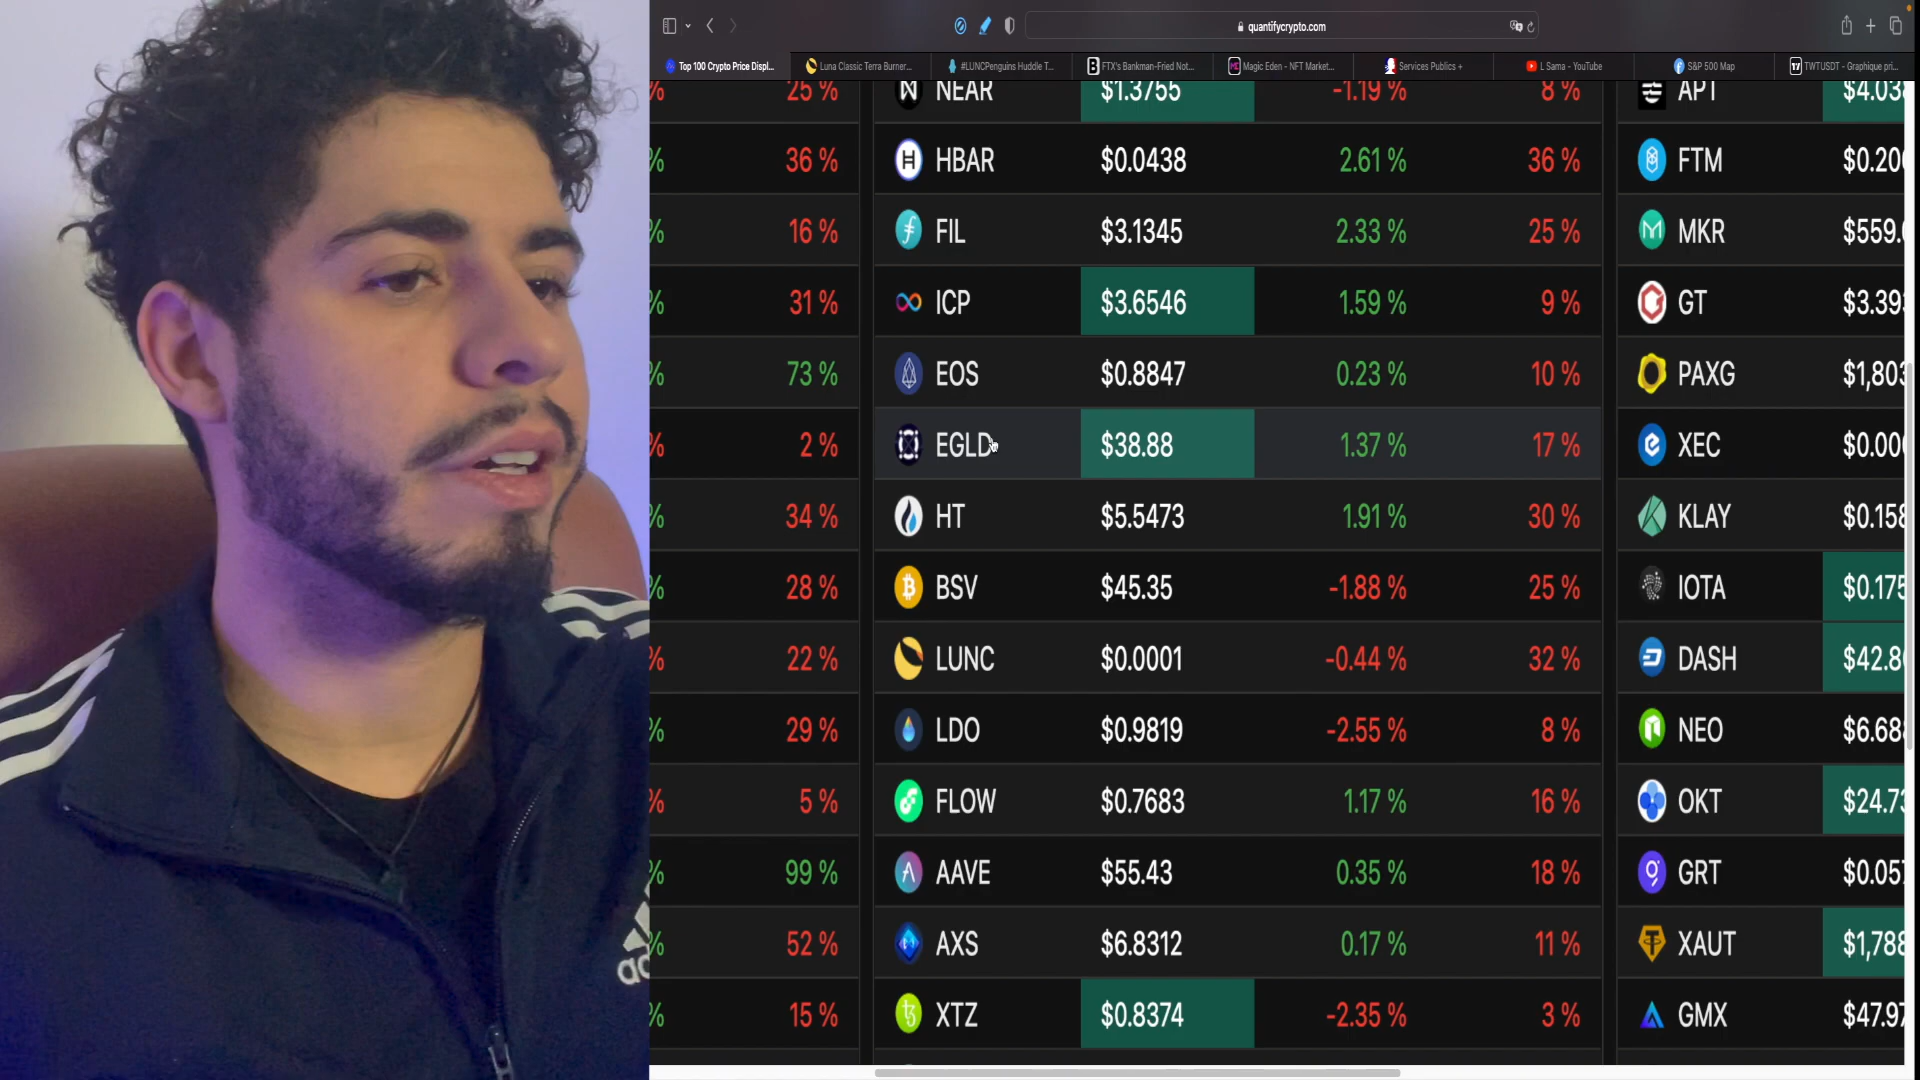 quantifycrypto.com
Top 100 Crypto Price Displ...
Luna Classic Terra Burner...
#LUNCPenguins Huddle T...
FTX's Bankman-Fried Not...
Magic Eden - NFT Market...
Services Publics +
L Sama - YouTube
S&P 500 Map
TWTUSDT - Graphique pri...
% 25 % NEAR $1.3755 -1.19 % 8 % APT $4.03
% 36 % HBAR $0.0438 2.61 % 36 % FTM $0.20
% 16 % FIL $3.1345 2.33 % 25 % MKR $559.
% 31 % ICP $3.6546 1.59 % 9 % GT $3.39
% 73 % EOS $0.8847 0.23 % 10 % PAXG $1,803
% 2 % EGLD $38.88 1.37 % 17 % XEC $0.00
% 34 % HT $5.5473 1.91 % 30 % KLAY $0.158
% 28 % BSV $45.35 -1.88 % 25 % IOTA $0.175
% 22 % LUNC $0.0001 -0.44 % 32 % DASH $42.8
% 29 % LDO $0.9819 -2.55 % 8 % NEO $6.68
% 5 % FLOW $0.7683 1.17 % 16 % OKT $24.7
% 99 % AAVE $55.43 0.35 % 18 % GRT $0.05
% 52 % AXS $6.8312 0.17 % 11 % XAUT $1,788
% 15 % XTZ $0.8374 -2.35 % 3 % GMX $47.97
ad